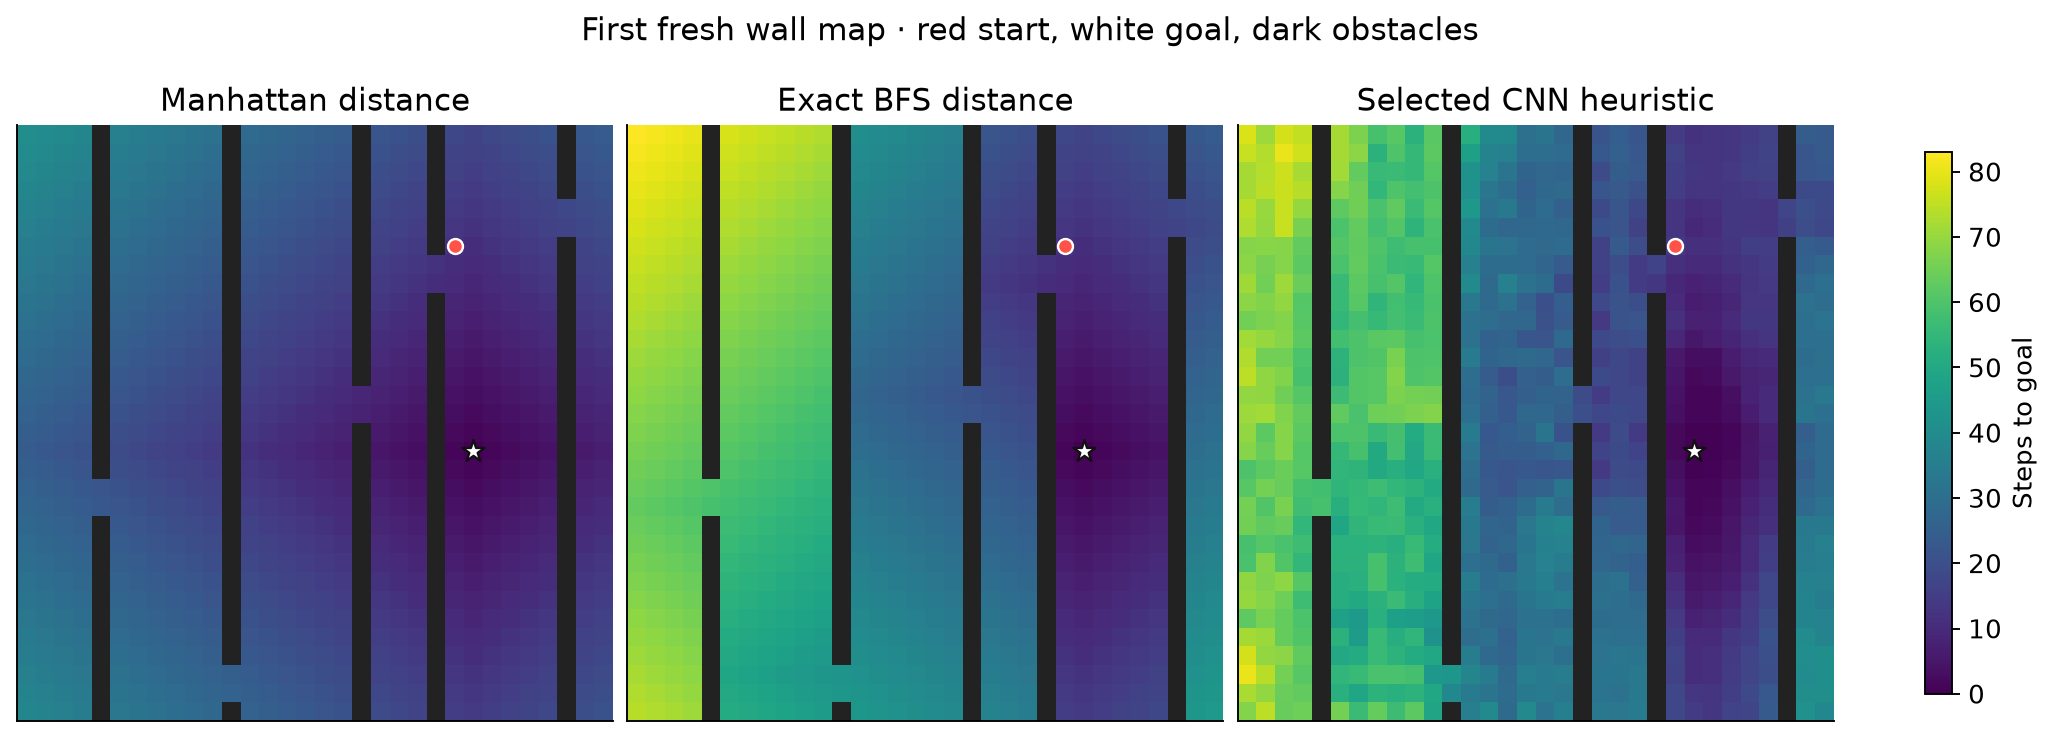 First fresh wall map · red start, white goal, dark obstacles
Manhattan distance
Exact BFS distance
Selected CNN heuristic
80
70
60
50
40
30
20
10
0
Steps to goal